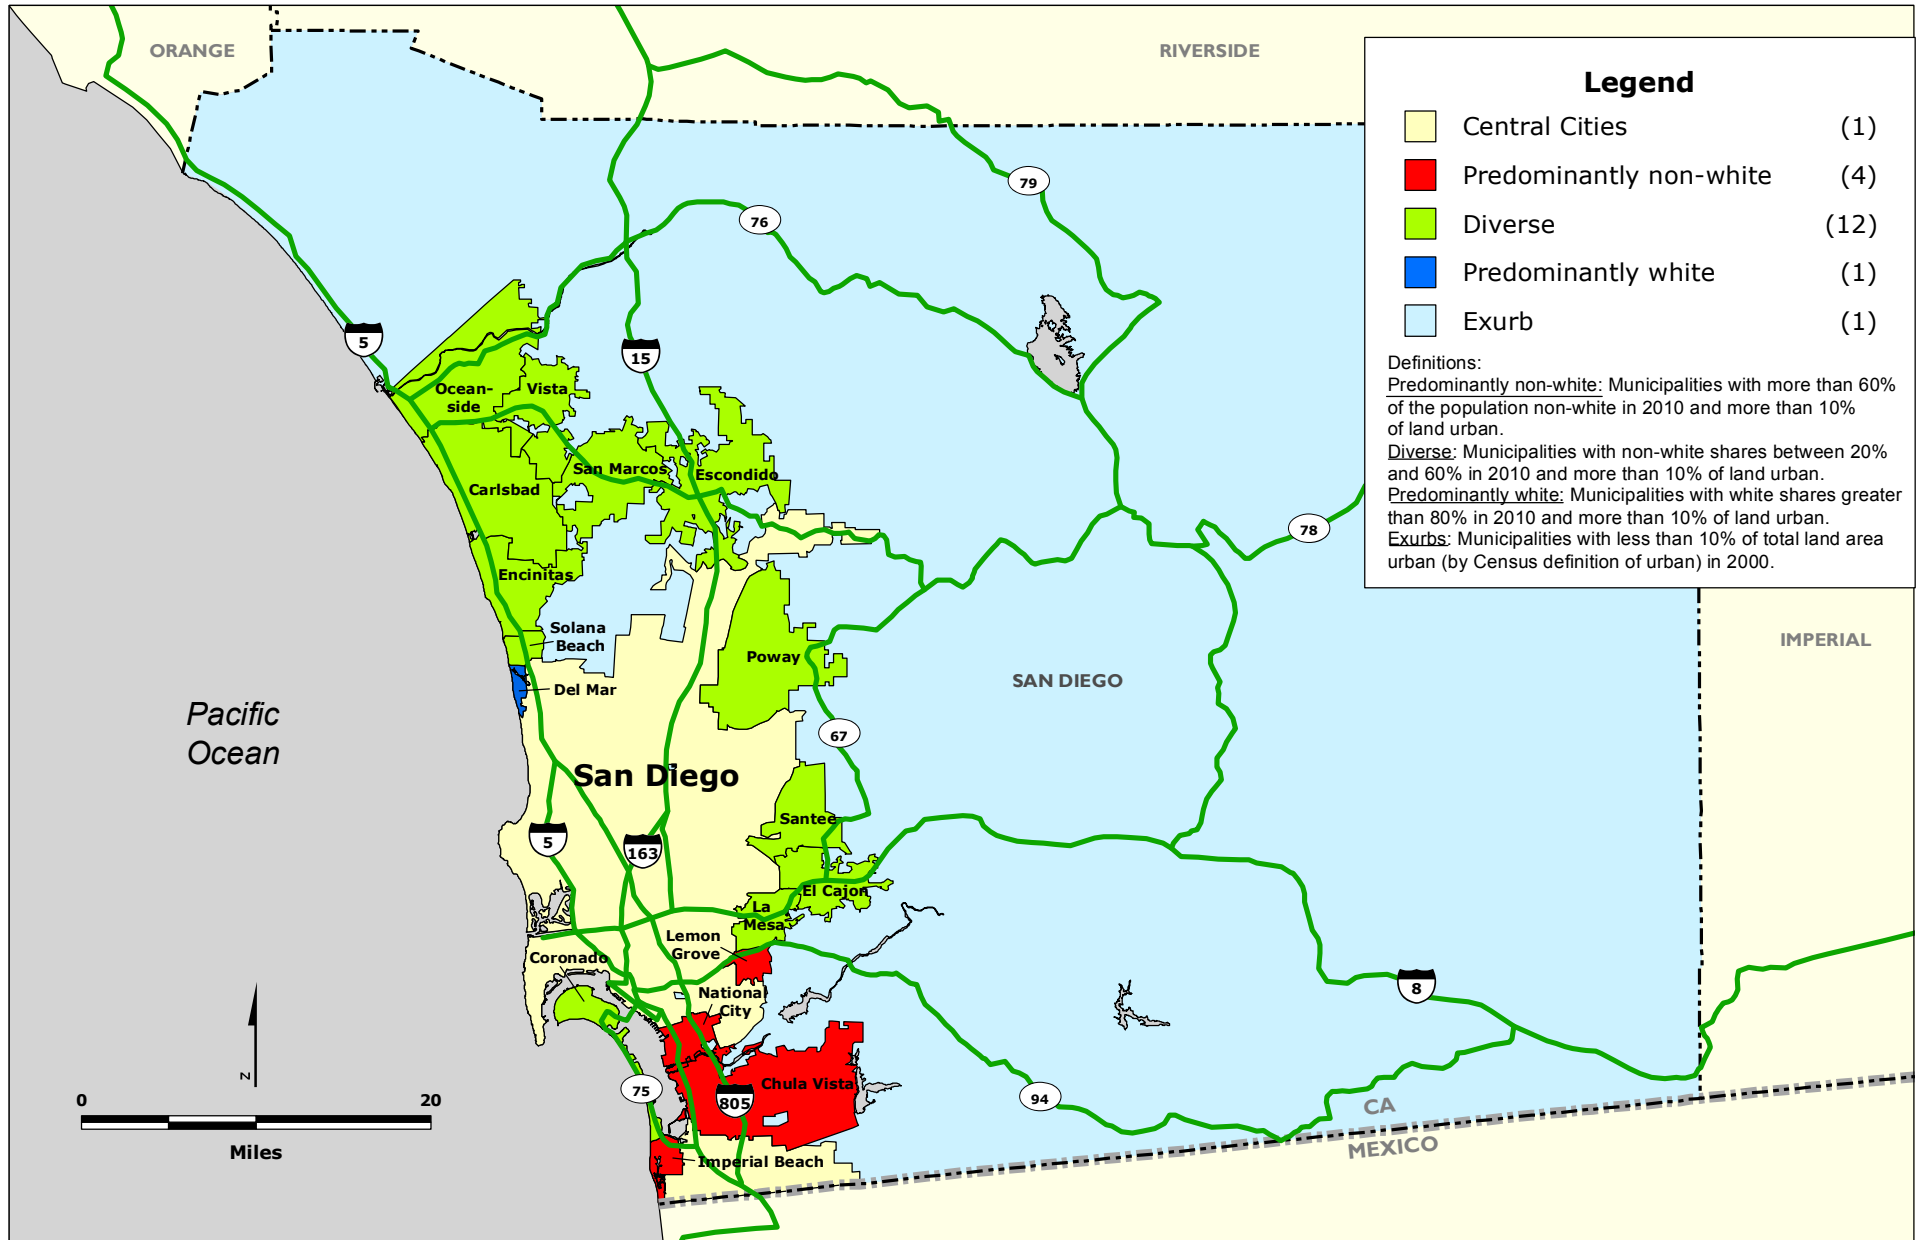 ORANGE
RIVERSIDE
Legend
Central Cities (1)
Predominantly non-white (4)
Diverse (12)
Predominantly white (1)
Exurb (1)
Definitions:
Predominantly non-white: Municipalities with more than 60%
of the population non-white in 2010 and more than 10%
of land urban.
Diverse: Municipalities with non-white shares between 20%
and 60% in 2010 and more than 10% of land urban.
Predominantly white: Municipalities with white shares greater
than 80% in 2010 and more than 10% of land urban.
Exurbs: Municipalities with less than 10% of total land area
urban (by Census definition of urban) in 2000.
79
76
5
15
Ocean-
side
Vista
San Marcos
Escondido
Carlsbad
78
Encinitas
Solana
Beach
IMPERIAL
Poway
SAN DIEGO
Del Mar
Pacific
Ocean
67
San Diego
Santee
5
163
El Cajon
La
Mesa
Lemon
Grove
Coronado
8
National
City
N
Chula Vista
75
805
94
0 20
Miles
CA
MEXICO
Imperial Beach